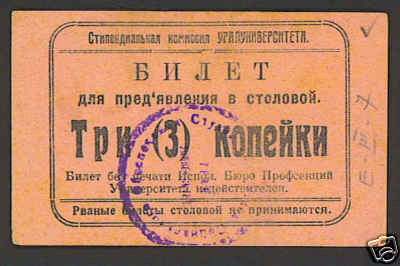 Стипендиальная комиссия УРАЛУНИВЕРСИТЕТА.
БИЛЕТ
для пред'явления в столовой.
Три (3) копейки
Билет без печати Испол. Бюро Профсекций
Университета недействителен.
Рваные билеты столовой не принимаются.